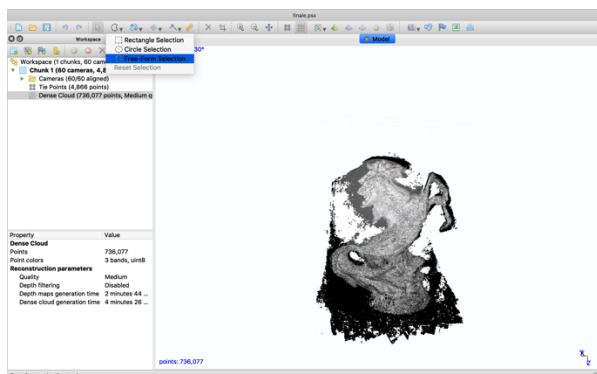 finale.psx
Workspace
Model
Rectangle Selection
Circle Selection
Free-Form Selection
Reset Selection
30°
Workspace (1 chunks, 60 cam
Chunk 1 (60 cameras, 4,8
Cameras (60/60 aligned)
Tie Points (4,866 points)
Dense Cloud (736,077 points, Medium q
Property Value
Dense Cloud
Points 736,077
Point colors 3 bands, uint8
Reconstruction parameters
Quality Medium
Depth filtering Disabled
Depth maps generation time 2 minutes 44 ...
Dense cloud generation time 4 minutes 26 ...
points: 736,077
X
Z